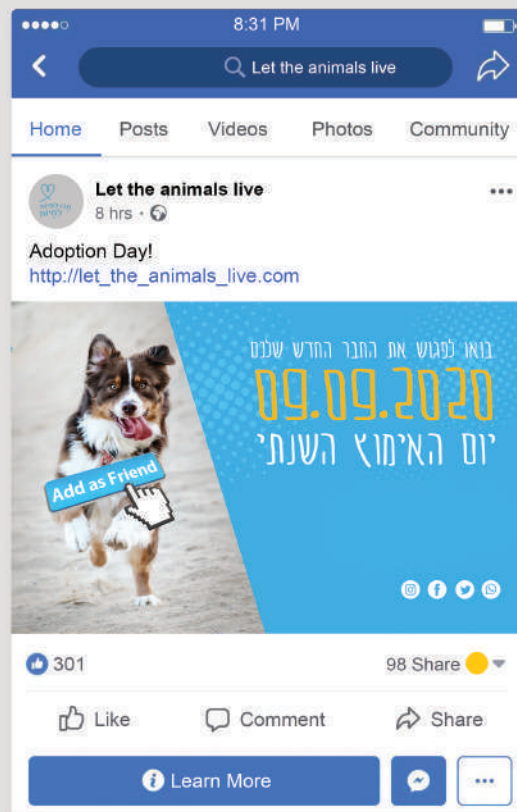 8:31 PM
Let the animals live
Home Posts Videos Photos Community
Let the animals live
8 hrs
Adoption Day!
http://let_the_animals_live.com
בואו לפגוש את החבר החדש שלכם
09.09.2020
יום האימוץ השנתי
Add as Friend
301
98 Share
Like Comment Share
Learn More